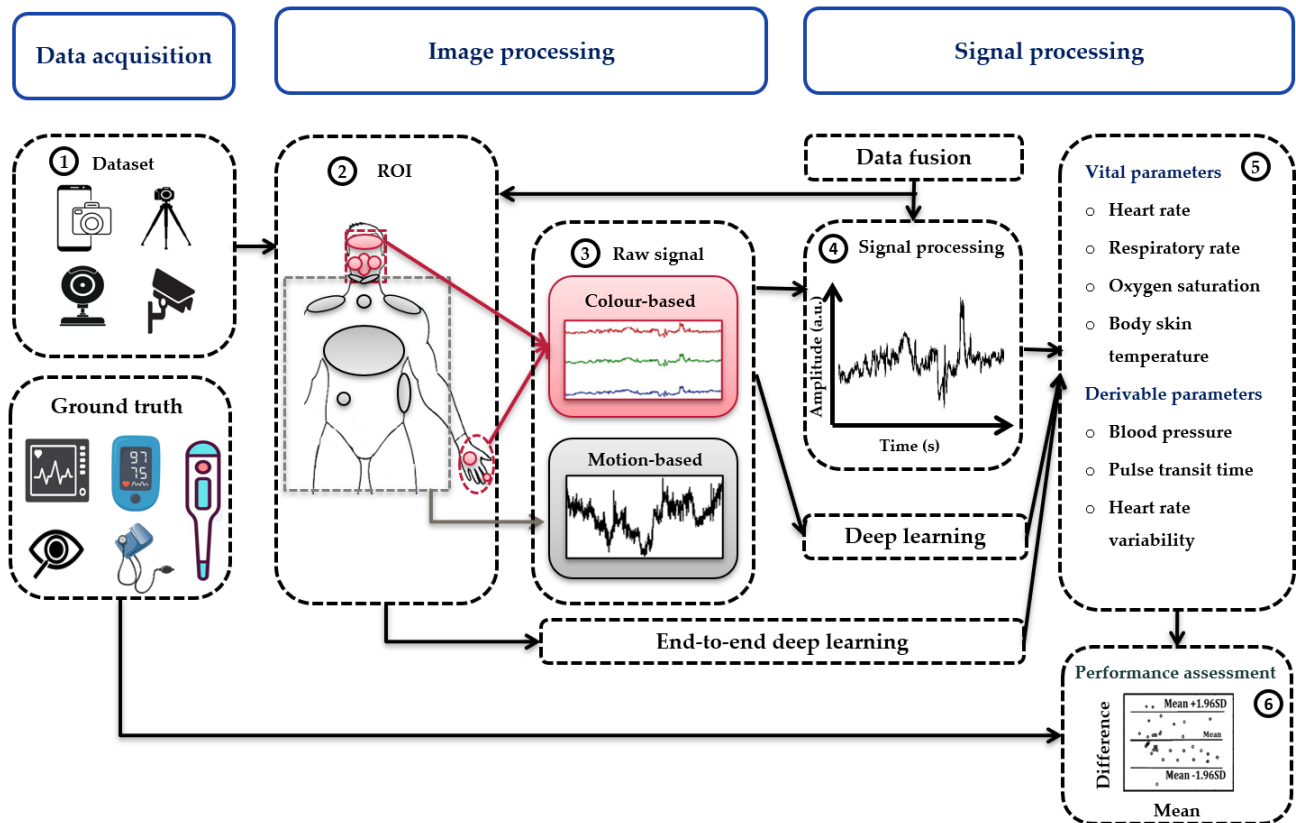 Data acquisition
Image processing
Signal processing
1 Dataset
2 ROI
Data fusion
5
Vital parameters
o Heart rate
o Respiratory rate
o Oxygen saturation
o Body skin
temperature
Derivable parameters
o Blood pressure
o Pulse transit time
o Heart rate
variability
3 Raw signal
Colour-based
Motion-based
4 Signal processing
Amplitude (a.u.)
Time (s)
Ground truth
97
75
Deep learning
End-to-end deep learning
Performance assessment
6
Mean +1.96SD
Mean
Mean -1.96SD
Difference
Mean